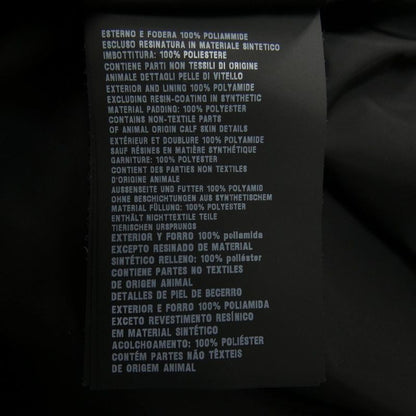 ESTERNO E FODERA 100% POLIAMMIDE
ESCLUSO RESINATURA IN MATERIALE SINTETICO
IMBOTTITURA: 100% POLIESTERE
CONTIENE PARTI NON TESSILI DI ORIGINE
ANIMALE DETTAGLI PELLE DI VITELLO
EXTERIOR AND LINING 100% POLYAMIDE
EXCLUDING RESIN-COATING IN SYNTHETIC
MATERIAL PADDING: 100% POLYESTER
CONTAINS NON-TEXTILE PARTS
OF ANIMAL ORIGIN CALF SKIN DETAILS
EXTÉRIEUR ET DOUBLURE 100% POLYAMIDE
SAUF RÉSINES EN MATIÈRE SYNTHÉTIQUE
GARNITURE: 100% POLYESTER
CONTIENT DES PARTIES NON TEXTILES
D'ORIGINE ANIMALE
AUSSENSEITE UND FUTTER 100% POLYAMID
OHNE BESCHICHTUNGEN AUS SYNTHETISCHEM
MATERIAL FÜLLUNG: 100% POLYESTER
ENTHÄLT NICHTTEXTILE TEILE
TIERISCHEN URSPRUNGS
EXTERIOR Y FORRO 100% poliamida
EXCEPTO RESINADO DE MATERIAL
SINTÉTICO RELLENO: 100% poliéster
CONTIENE PARTES NO TEXTILES
DE ORIGEN ANIMAL
DETALLES DE PIEL DE BECERRO
EXTERIOR E FORRO 100% POLIAMIDA
EXCETO REVESTIMENTO RESÍNICO
EM MATERIAL SINTÉTICO
ACOLCHOAMENTO: 100% POLIÉSTER
CONTÉM PARTES NÃO TÊXTEIS
DE ORIGEM ANIMAL